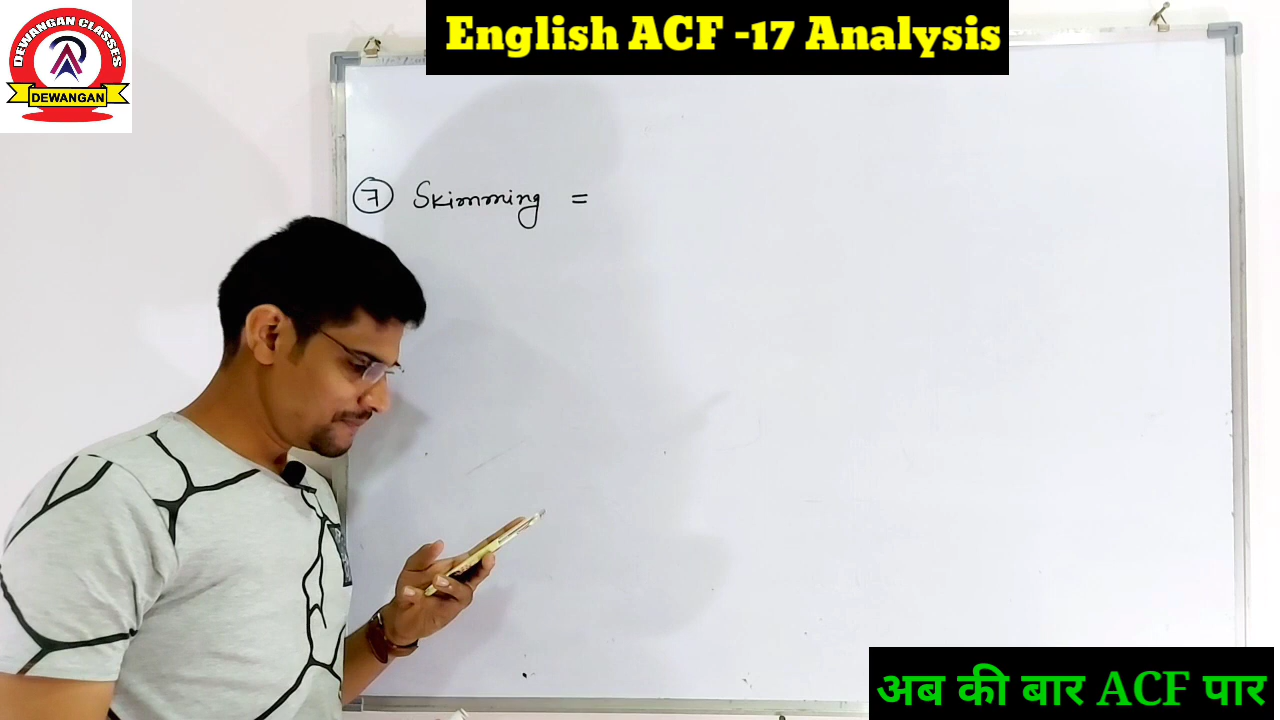 DEWANGAN CLASSES
DEWANGAN
English ACF -17 Analysis
7 Skimming =
अब की बार ACF पार